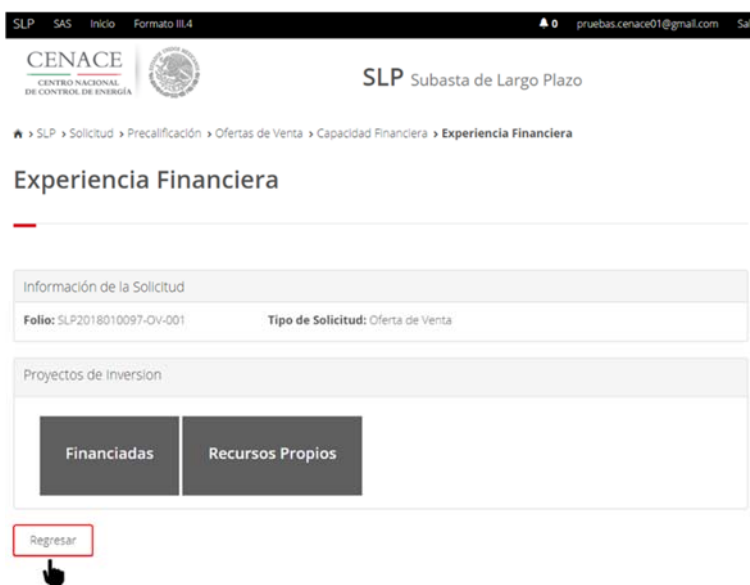 SLP SAS Inicio Formato III.4 0 pruebas.cenace01@gmail.com Sal
CENACE
CENTRO NACIONAL
DE CONTROL DE ENERGÍA
SLP Subasta de Largo Plazo
> SLP > Solicitud > Precalificación > Ofertas de Venta > Capacidad Financiera > Experiencia Financiera
Experiencia Financiera
Información de la Solicitud
Folio: SLP2018010097-OV-001 Tipo de Solicitud: Oferta de Venta
Proyectos de Inversion
Financiadas Recursos Propios
Regresar